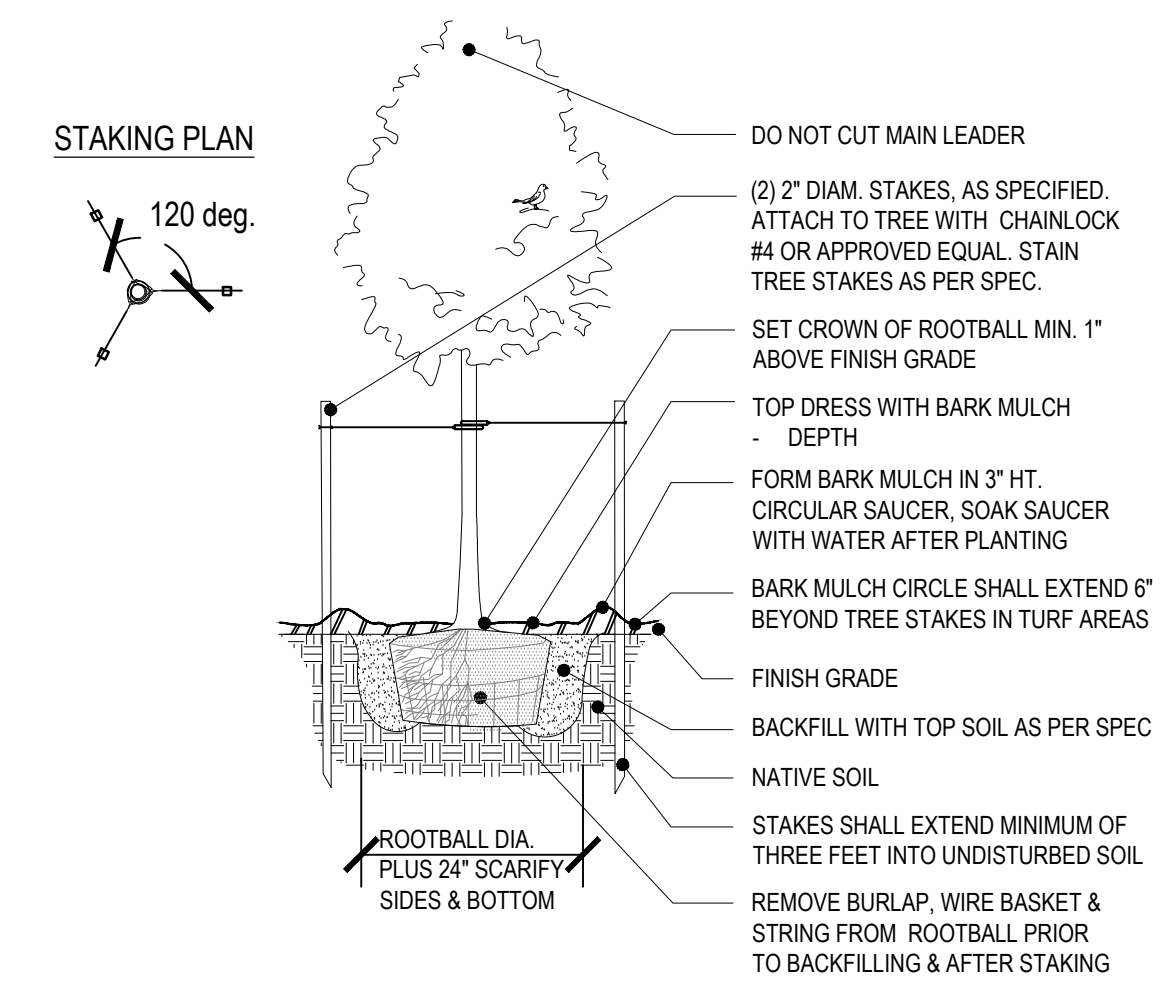 STAKING PLAN
120 deg.
DO NOT CUT MAIN LEADER
(2) 2" DIAM. STAKES, AS SPECIFIED.
ATTACH TO TREE WITH CHAINLOCK
#4 OR APPROVED EQUAL. STAIN
TREE STAKES AS PER SPEC.
SET CROWN OF ROOTBALL MIN. 1"
ABOVE FINISH GRADE
TOP DRESS WITH BARK MULCH
- DEPTH
FORM BARK MULCH IN 3" HT.
CIRCULAR SAUCER, SOAK SAUCER
WITH WATER AFTER PLANTING
BARK MULCH CIRCLE SHALL EXTEND 6"
BEYOND TREE STAKES IN TURF AREAS
FINISH GRADE
BACKFILL WITH TOP SOIL AS PER SPEC
NATIVE SOIL
STAKES SHALL EXTEND MINIMUM OF
THREE FEET INTO UNDISTURBED SOIL
REMOVE BURLAP, WIRE BASKET &
STRING FROM ROOTBALL PRIOR
TO BACKFILLING & AFTER STAKING
ROOTBALL DIA.
PLUS 24" SCARIFY
SIDES & BOTTOM